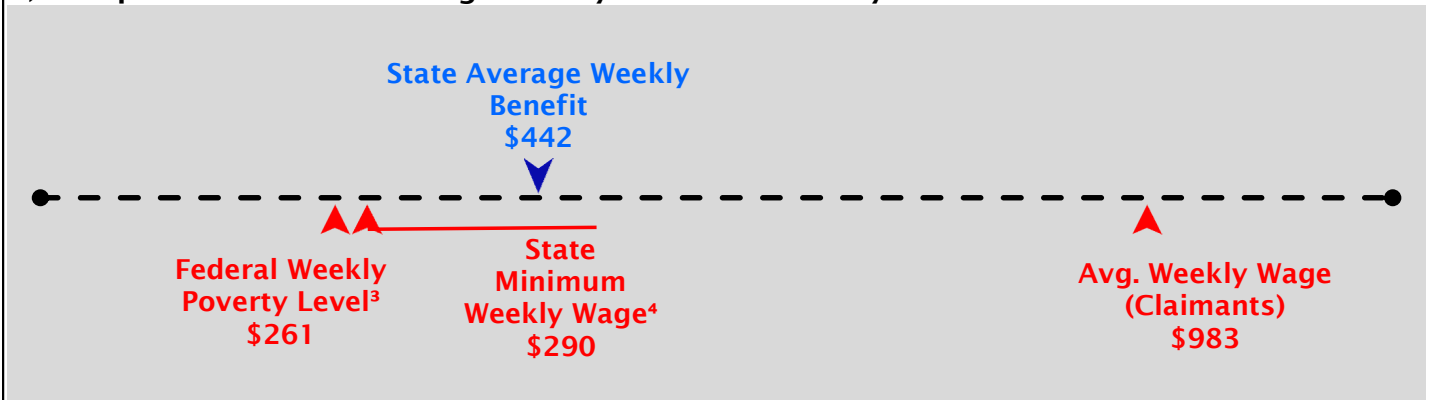 State Average Weekly
Benefit
$442
Federal Weekly
Poverty Level³
$261
State
Minimum
Weekly Wage⁴
$290
Avg. Weekly Wage
(Claimants)
$983